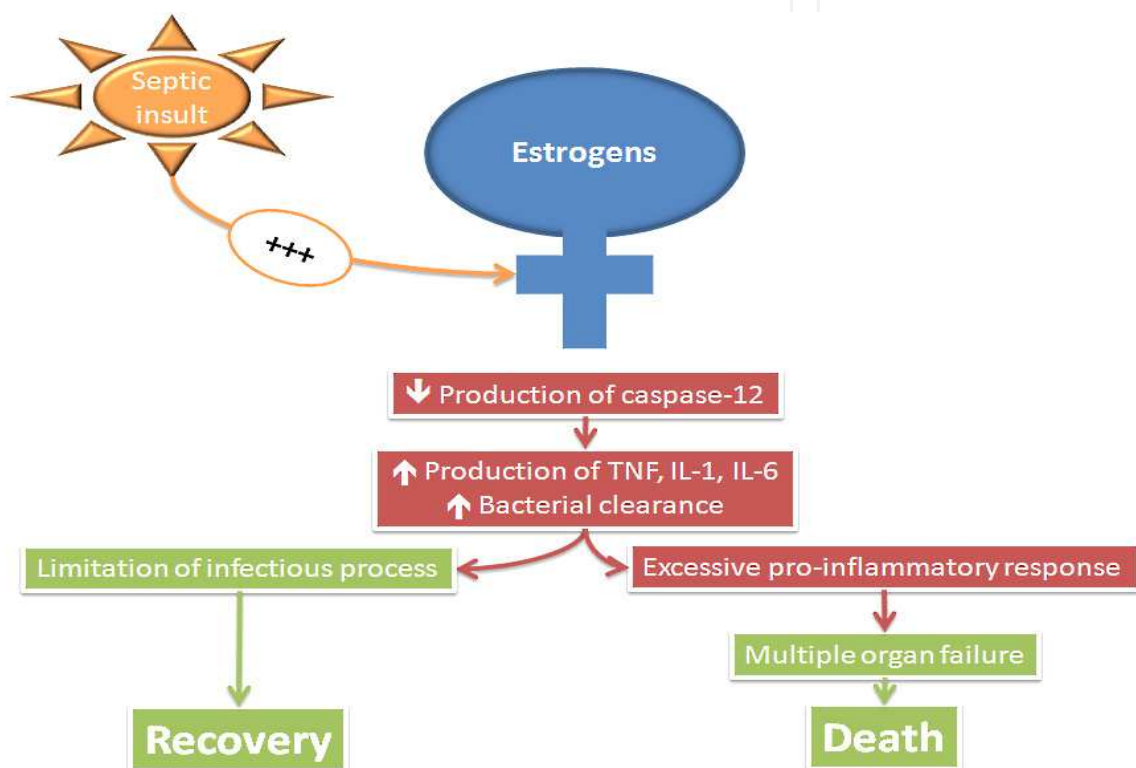 Septic
insult
Estrogens
+++
↓ Production of caspase-12
↑ Production of TNF, IL-1, IL-6
↑ Bacterial clearance
Limitation of infectious process
Excessive pro-inflammatory response
Multiple organ failure
Recovery
Death